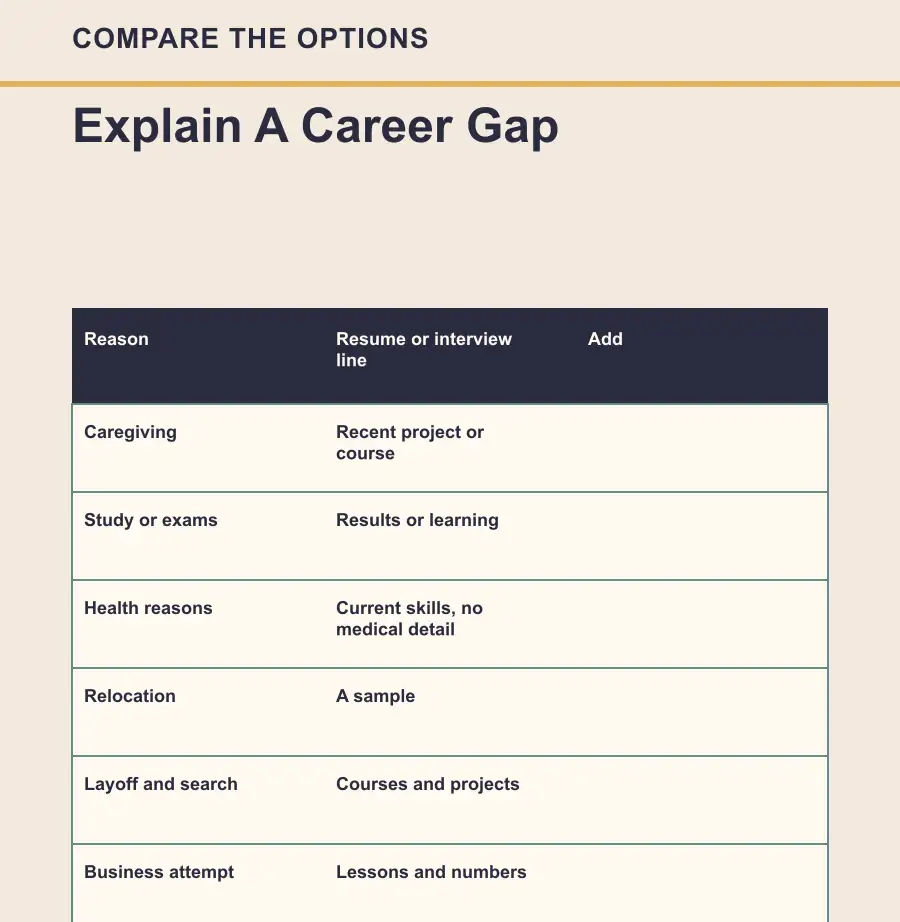 COMPARE THE OPTIONS
Explain A Career Gap
Reason
Resume or interview
line
Add
Caregiving
Recent project or
course
Study or exams
Results or learning
Health reasons
Current skills, no
medical detail
Relocation
A sample
Layoff and search
Courses and projects
Business attempt
Lessons and numbers